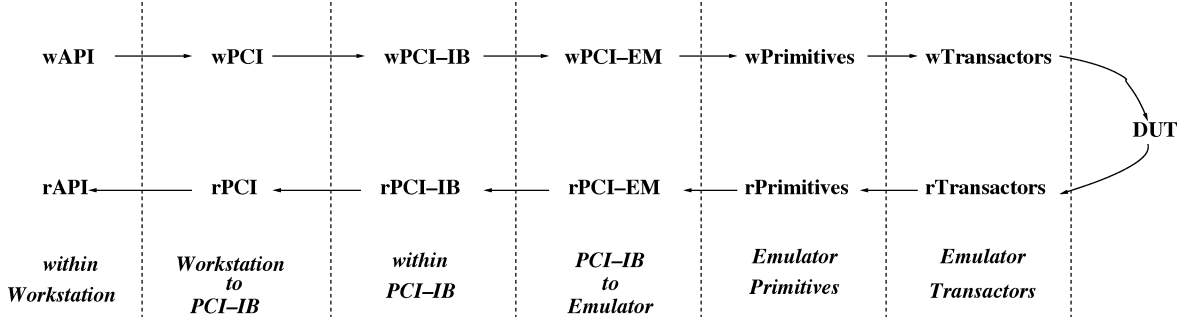 wAPI wPCI wPCI–IB wPCI–EM wPrimitives wTransactors
DUT
rAPI rPCI rPCI–IB rPCI–EM rPrimitives rTransactors
within
Workstation
Workstation
to
PCI–IB
within
PCI–IB
PCI–IB
to
Emulator
Emulator
Primitives
Emulator
Transactors